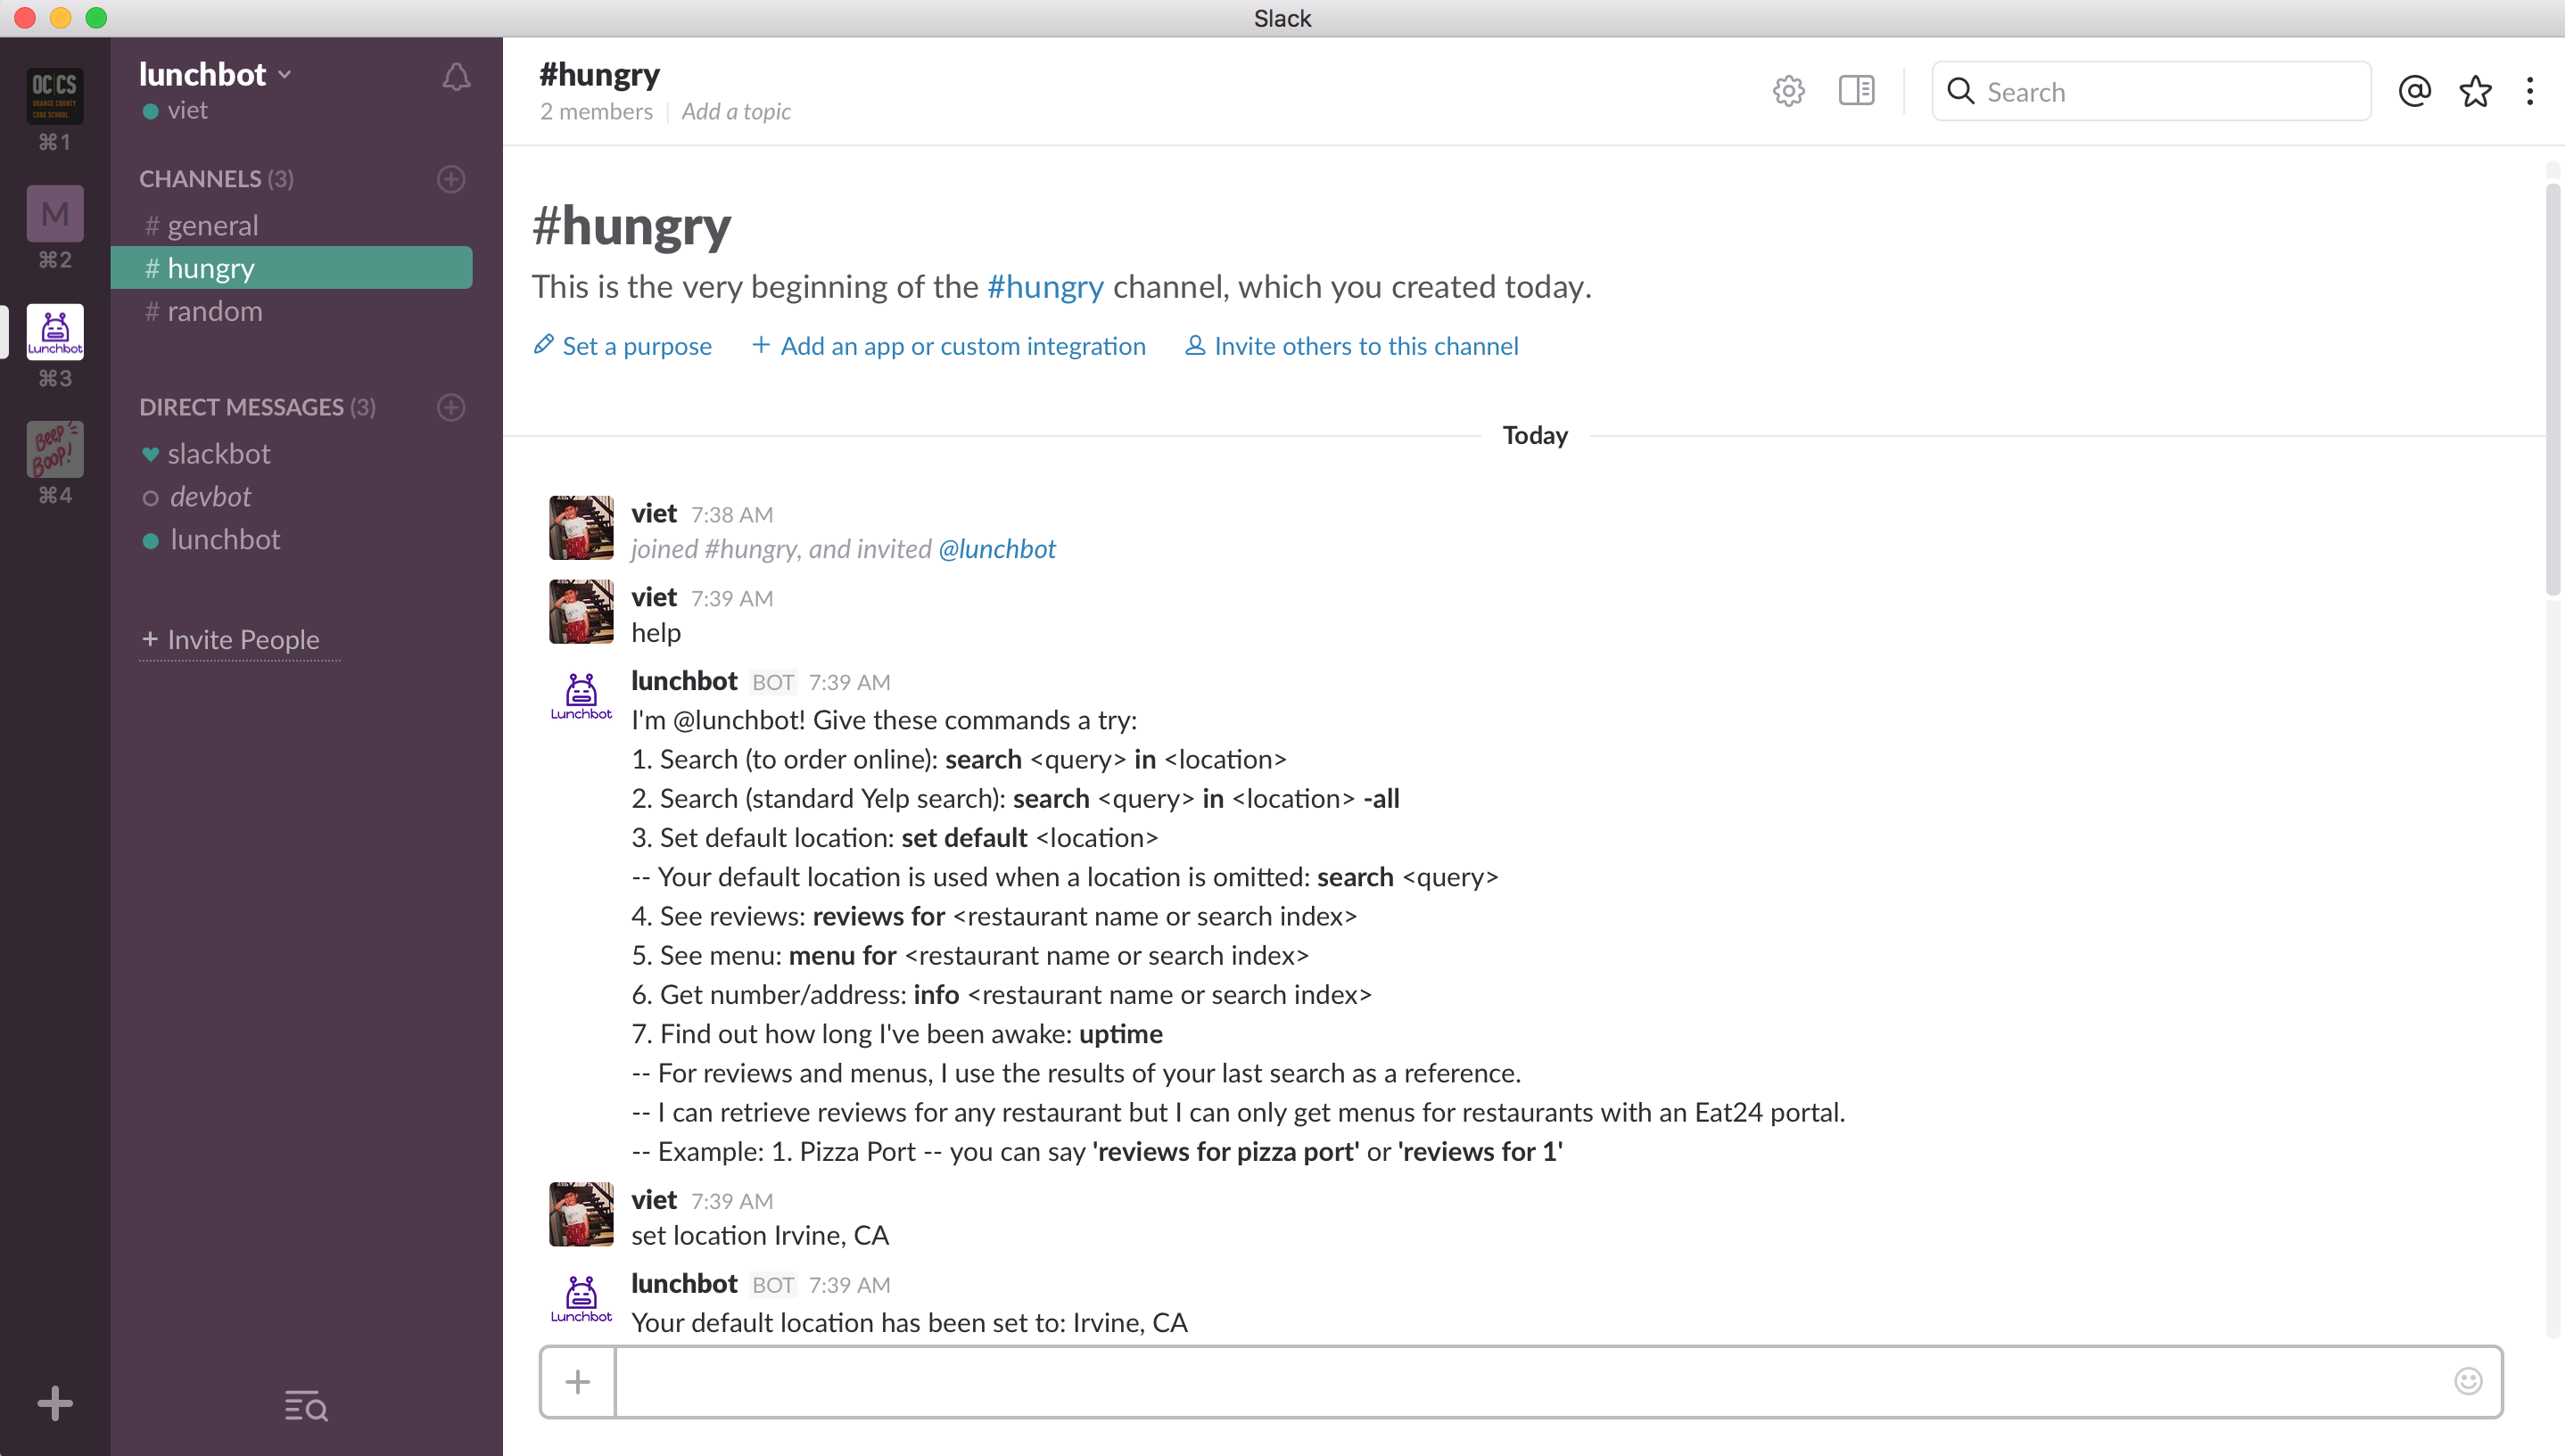 Slack
OC|CS
ORANGE COUNTY
CODE SCHOOL
⌘1
M
⌘2
Lunchbot
⌘3
BEEP
BOOP!
⌘4
lunchbot
viet
CHANNELS (3)
# general
# hungry
# random
DIRECT MESSAGES (3)
slackbot
devbot
lunchbot
+ Invite People
#hungry
2 members | Add a topic
Search
#hungry
This is the very beginning of the #hungry channel, which you created today.
Set a purpose + Add an app or custom integration Invite others to this channel
Today
viet 7:38 AM
joined #hungry, and invited @lunchbot
viet 7:39 AM
help
lunchbot BOT 7:39 AM
Lunchbot
I'm @lunchbot! Give these commands a try:
1. Search (to order online): search <query> in <location>
2. Search (standard Yelp search): search <query> in <location> -all
3. Set default location: set default <location>
-- Your default location is used when a location is omitted: search <query>
4. See reviews: reviews for <restaurant name or search index>
5. See menu: menu for <restaurant name or search index>
6. Get number/address: info <restaurant name or search index>
7. Find out how long I've been awake: uptime
-- For reviews and menus, I use the results of your last search as a reference.
-- I can retrieve reviews for any restaurant but I can only get menus for restaurants with an Eat24 portal.
-- Example: 1. Pizza Port -- you can say 'reviews for pizza port' or 'reviews for 1'
viet 7:39 AM
set location Irvine, CA
lunchbot BOT 7:39 AM
Lunchbot
Your default location has been set to: Irvine, CA